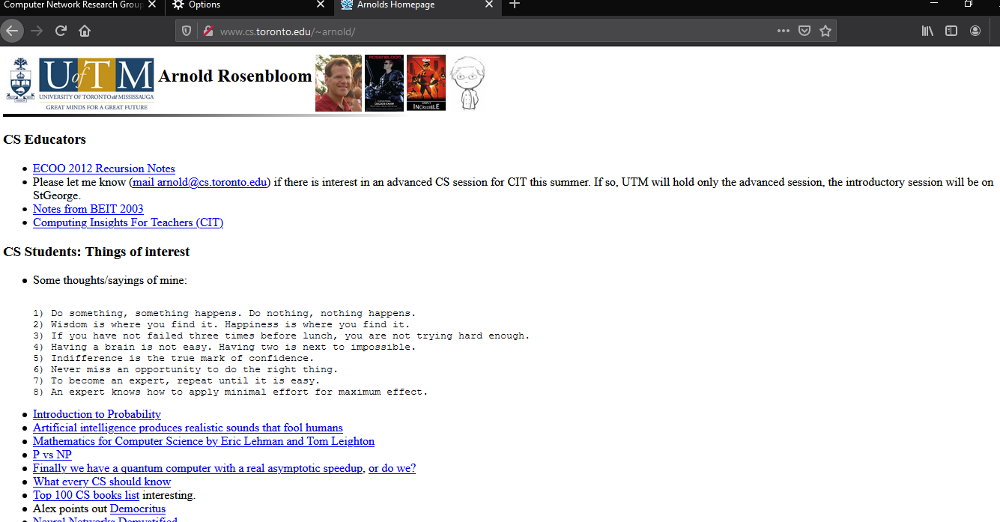 Computer Network Research Group
Options
Arnolds Homepage
www.cs.toronto.edu/~arnold/
UofTM
UNIVERSITY OF TORONTO at MISSISSAUGA
GREAT MINDS FOR A GREAT FUTURE
Arnold Rosenbloom
ROSENBLOOM
SIMPLY
INCREDIBLE
CS Educators
• ECOO 2012 Recursion Notes
• Please let me know (mail arnold@cs.toronto.edu) if there is interest in an advanced CS session for CIT this summer. If so, UTM will hold only the advanced session, the introductory session will be on
StGeorge.
• Notes from BEIT 2003
• Computing Insights For Teachers (CIT)
CS Students: Things of interest
• Some thoughts/sayings of mine:
1) Do something, something happens. Do nothing, nothing happens.
2) Wisdom is where you find it. Happiness is where you find it.
3) If you have not failed three times before lunch, you are not trying hard enough.
4) Having a brain is not easy. Having two is next to impossible.
5) Indifference is the true mark of confidence.
6) Never miss an opportunity to do the right thing.
7) To become an expert, repeat until it is easy.
8) An expert knows how to apply minimal effort for maximum effect.
• Introduction to Probability
• Artificial intelligence produces realistic sounds that fool humans
• Mathematics for Computer Science by Eric Lehman and Tom Leighton
• P vs NP
• Finally we have a quantum computer with a real asymptotic speedup, or do we?
• What every CS should know
• Top 100 CS books list interesting.
• Alex points out Democritus
• Neural Networks Demystified